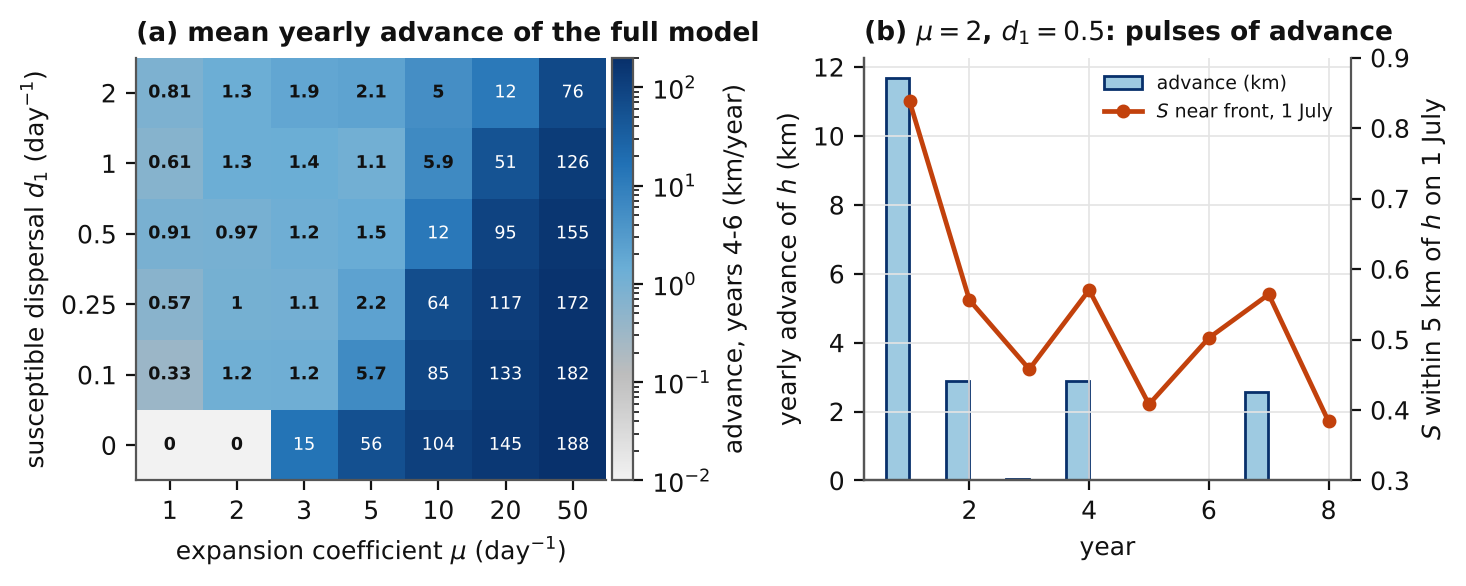 (a) mean yearly advance of the full model
susceptible dispersal d₁ (day⁻¹)
2 0.81 1.3 1.9 2.1 5 12 76
1 0.61 1.3 1.4 1.1 5.9 51 126
0.5 0.91 0.97 1.2 1.5 12 95 155
0.25 0.57 1 1.1 2.2 64 117 172
0.1 0.33 1.2 1.2 5.7 85 133 182
0 0 0 15 56 104 145 188
1 2 3 5 10 20 50
expansion coefficient μ (day⁻¹)
10²
10¹
10⁰
10⁻¹
10⁻²
advance, years 4-6 (km/year)
(b) μ = 2, d₁ = 0.5: pulses of advance
yearly advance of h (km)
12
10
8
6
4
2
0
advance (km)
S near front, 1 July
2 4 6 8
year
0.9
0.8
0.7
0.6
0.5
0.4
0.3
S within 5 km of h on 1 July